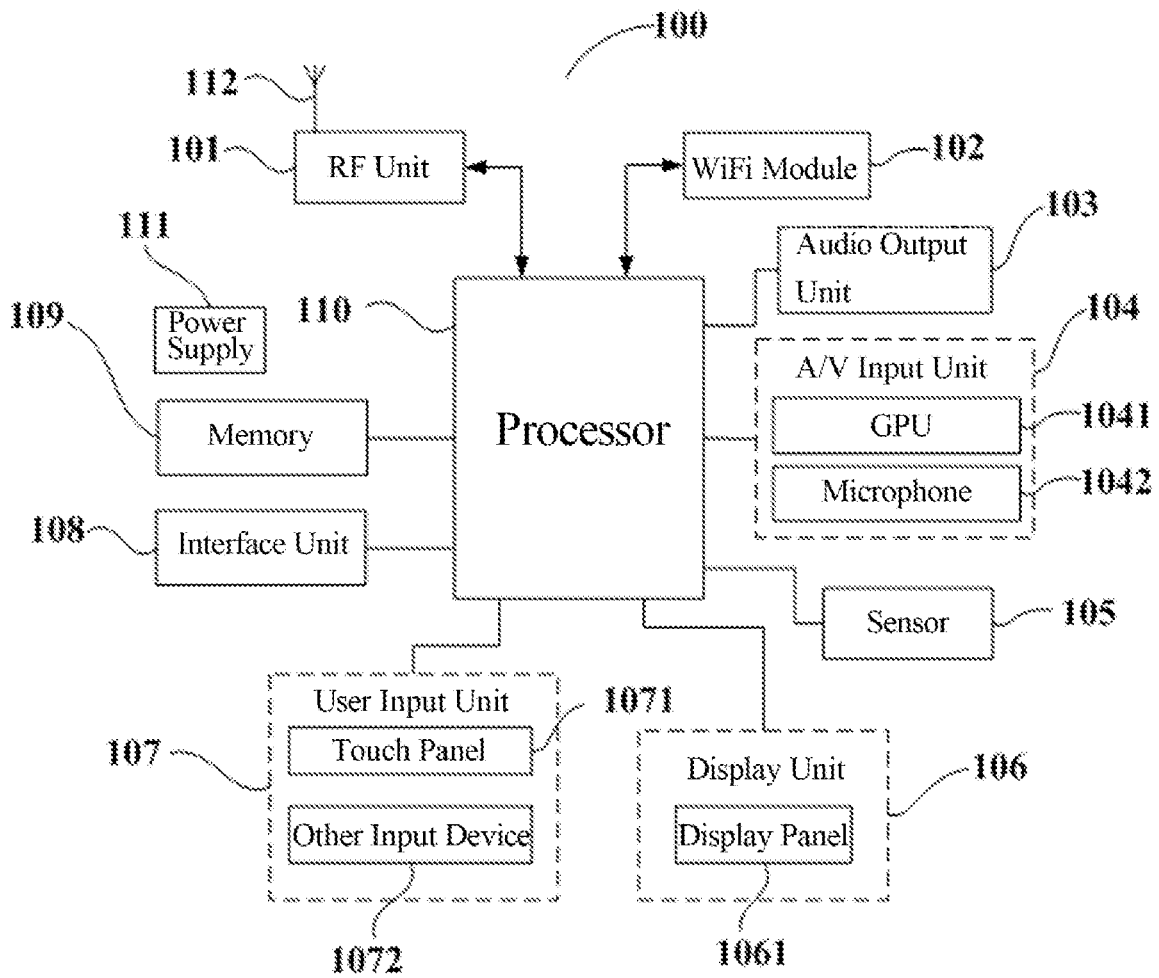 100
112
101
RF Unit
WiFi Module
102
103
Audio Output
Unit
111
Power
Supply
109
110
104
A/V Input Unit
GPU
1041
Memory
Processor
Microphone
1042
108
Interface Unit
Sensor
105
User Input Unit
1071
Touch Panel
107
Display Unit
106
Other Input Device
Display Panel
1072
1061